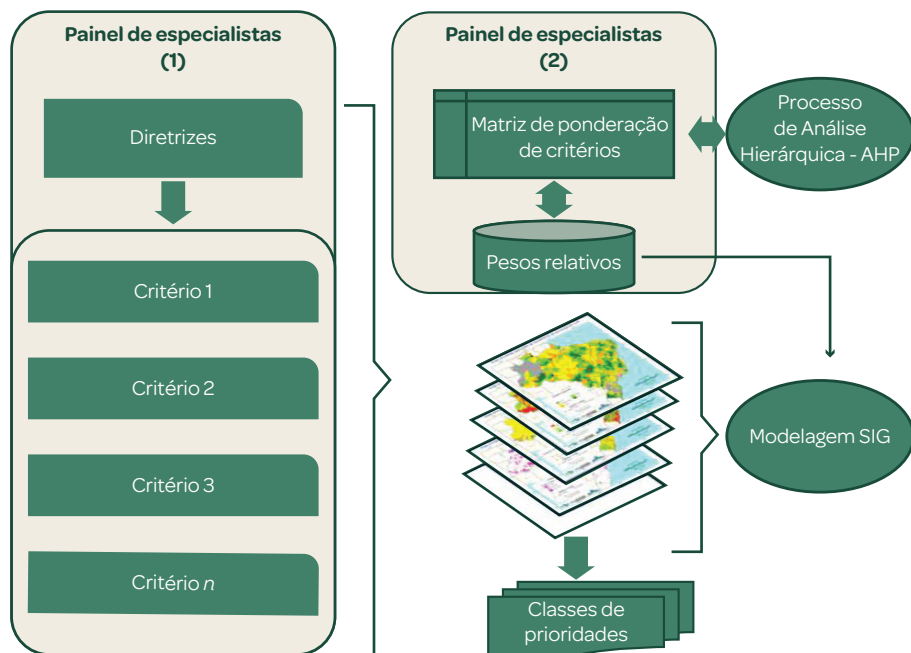 Painel de especialistas
(1)
Diretrizes
Critério 1
Critério 2
Critério 3
Critério n
Painel de especialistas
(2)
Matriz de ponderação
de critérios
Pesos relativos
Processo
de Análise
Hierárquica - AHP
Modelagem SIG
Classes de
prioridades